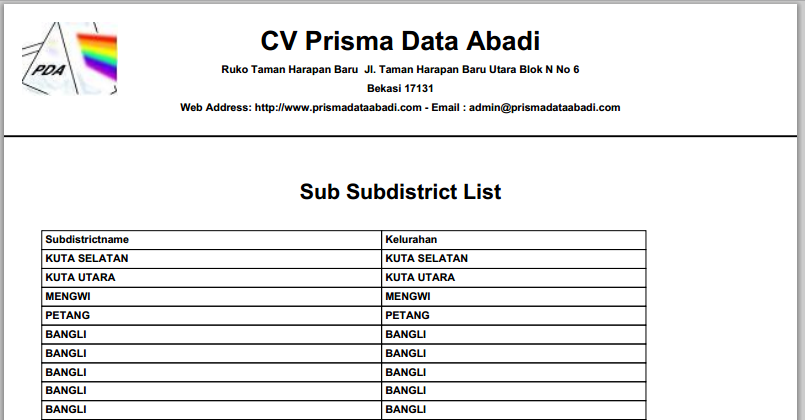 PDA
CV Prisma Data Abadi
Ruko Taman Harapan Baru Jl. Taman Harapan Baru Utara Blok N No 6
Bekasi 17131
Web Address: http://www.prismadataabadi.com - Email : admin@prismadataabadi.com
Sub Subdistrict List
Subdistrictname Kelurahan
KUTA SELATAN KUTA SELATAN
KUTA UTARA KUTA UTARA
MENGWI MENGWI
PETANG PETANG
BANGLI BANGLI
BANGLI BANGLI
BANGLI BANGLI
BANGLI BANGLI
BANGLI BANGLI